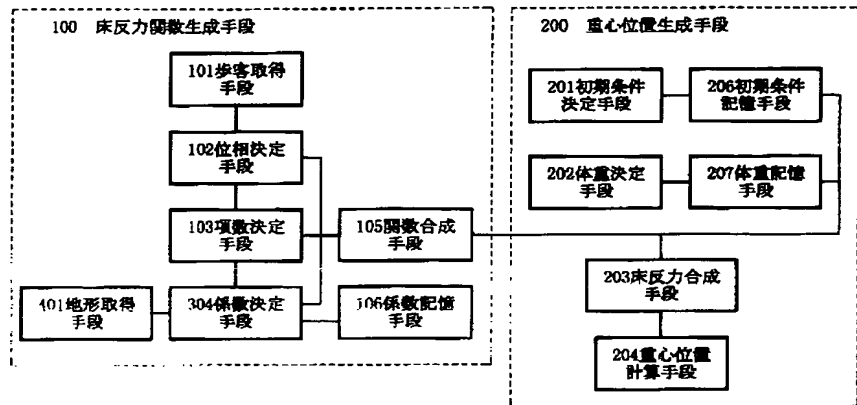 100 床反力関数生成手段
101歩客取得
手段
102位相決定
手段
103項数決定
手段
105関数合成
手段
401地形取得
手段
304係数決定
手段
106係数記憶
手段
200 重心位置生成手段
201初期条件
決定手段
206初期条件
記憶手段
202体重決定
手段
207体重記憶
手段
203床反力合成
手段
204重心位置
計算手段